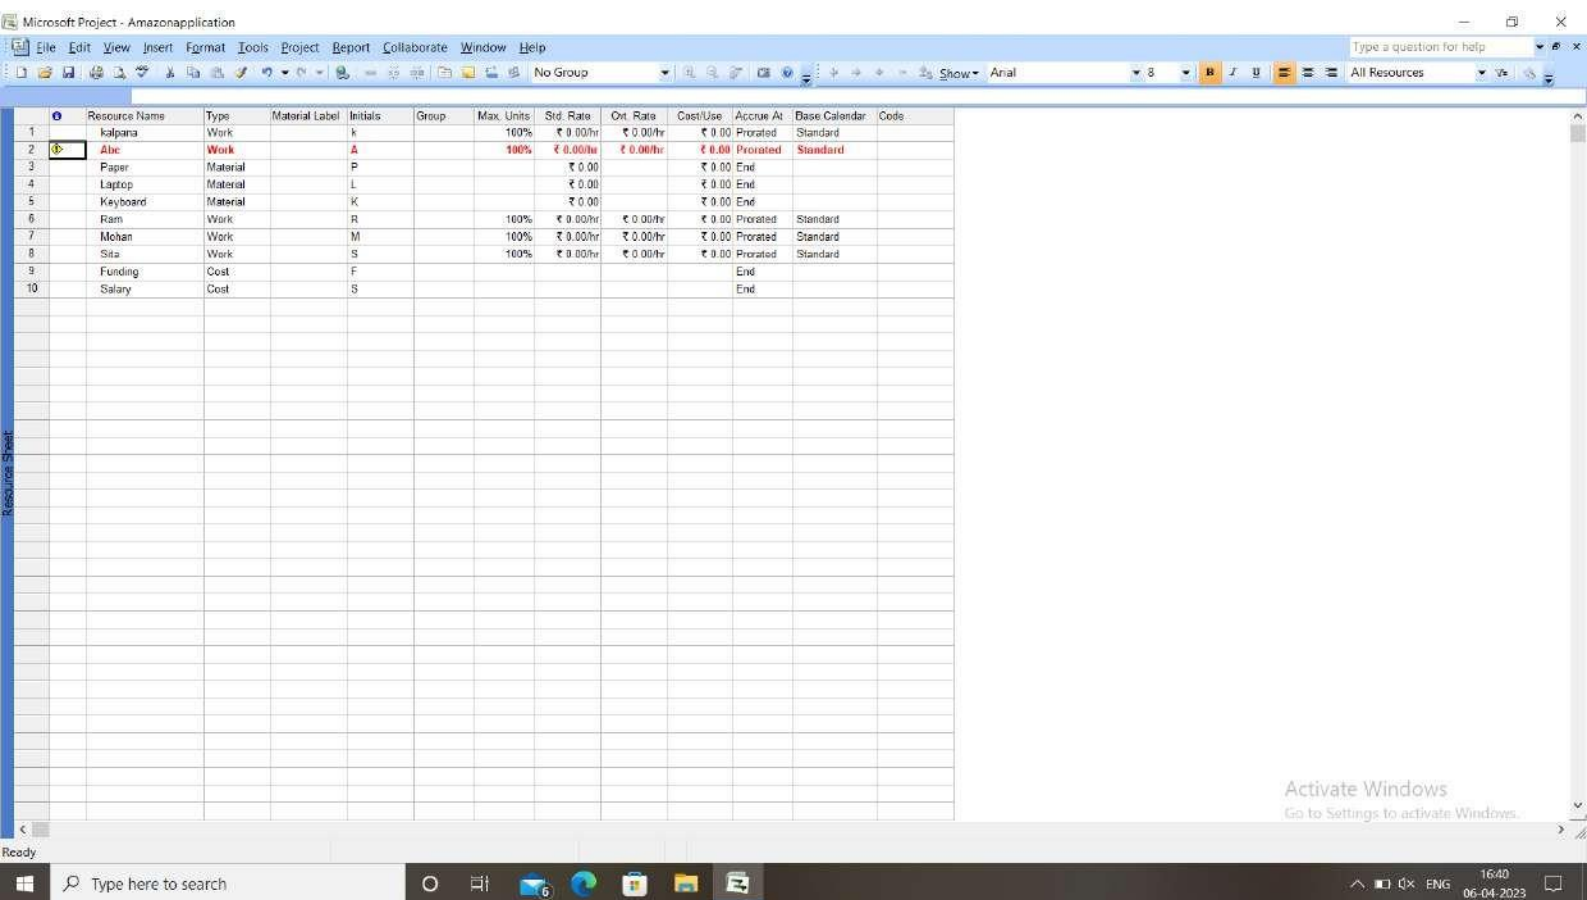 Microsoft Project - Amazonapplication
File Edit View Insert Format Tools Project Report Collaborate Window Help Type a question for help
No Group Show Arial 8 B I U All Resources
Resource Name Type Material Label Initials Group Max. Units Std. Rate Ovt. Rate Cost/Use Accrue At Base Calendar Code
1 kalpana Work k 100% ₹ 0.00/hr ₹ 0.00/hr ₹ 0.00 Prorated Standard
2 Abc Work A 100% ₹ 0.00/hr ₹ 0.00/hr ₹ 0.00 Prorated Standard
3 Paper Material P ₹ 0.00 ₹ 0.00 End
4 Laptop Material L ₹ 0.00 ₹ 0.00 End
5 Keyboard Material K ₹ 0.00 ₹ 0.00 End
6 Ram Work R 100% ₹ 0.00/hr ₹ 0.00/hr ₹ 0.00 Prorated Standard
7 Mohan Work M 100% ₹ 0.00/hr ₹ 0.00/hr ₹ 0.00 Prorated Standard
8 Sita Work S 100% ₹ 0.00/hr ₹ 0.00/hr ₹ 0.00 Prorated Standard
9 Funding Cost F End
10 Salary Cost S End
Resource Sheet
Activate Windows
Go to Settings to activate Windows.
Ready
Type here to search
6
ENG
16:40
06-04-2023